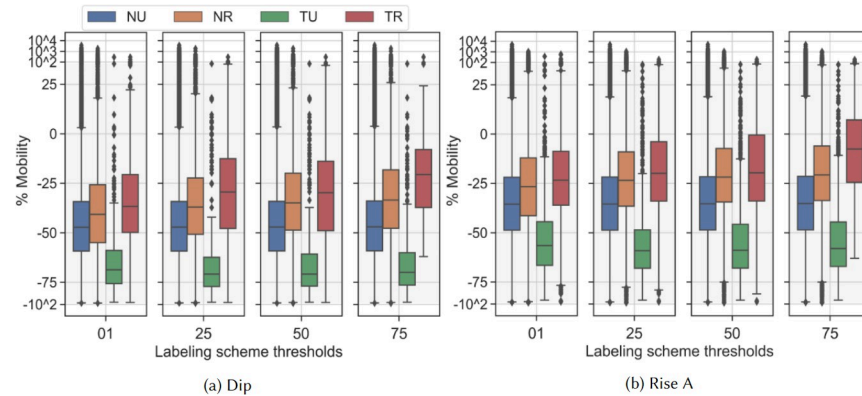 NU NR TU TR
10^4
10^3
10^2
25
0
-25
-50
-75
-10^2
% Mobility
01 25 50 75
Labeling scheme thresholds
(a) Dip
10^4
10^3
10^2
25
0
-25
-50
-75
-10^2
% Mobility
01 25 50 75
Labeling scheme thresholds
(b) Rise A